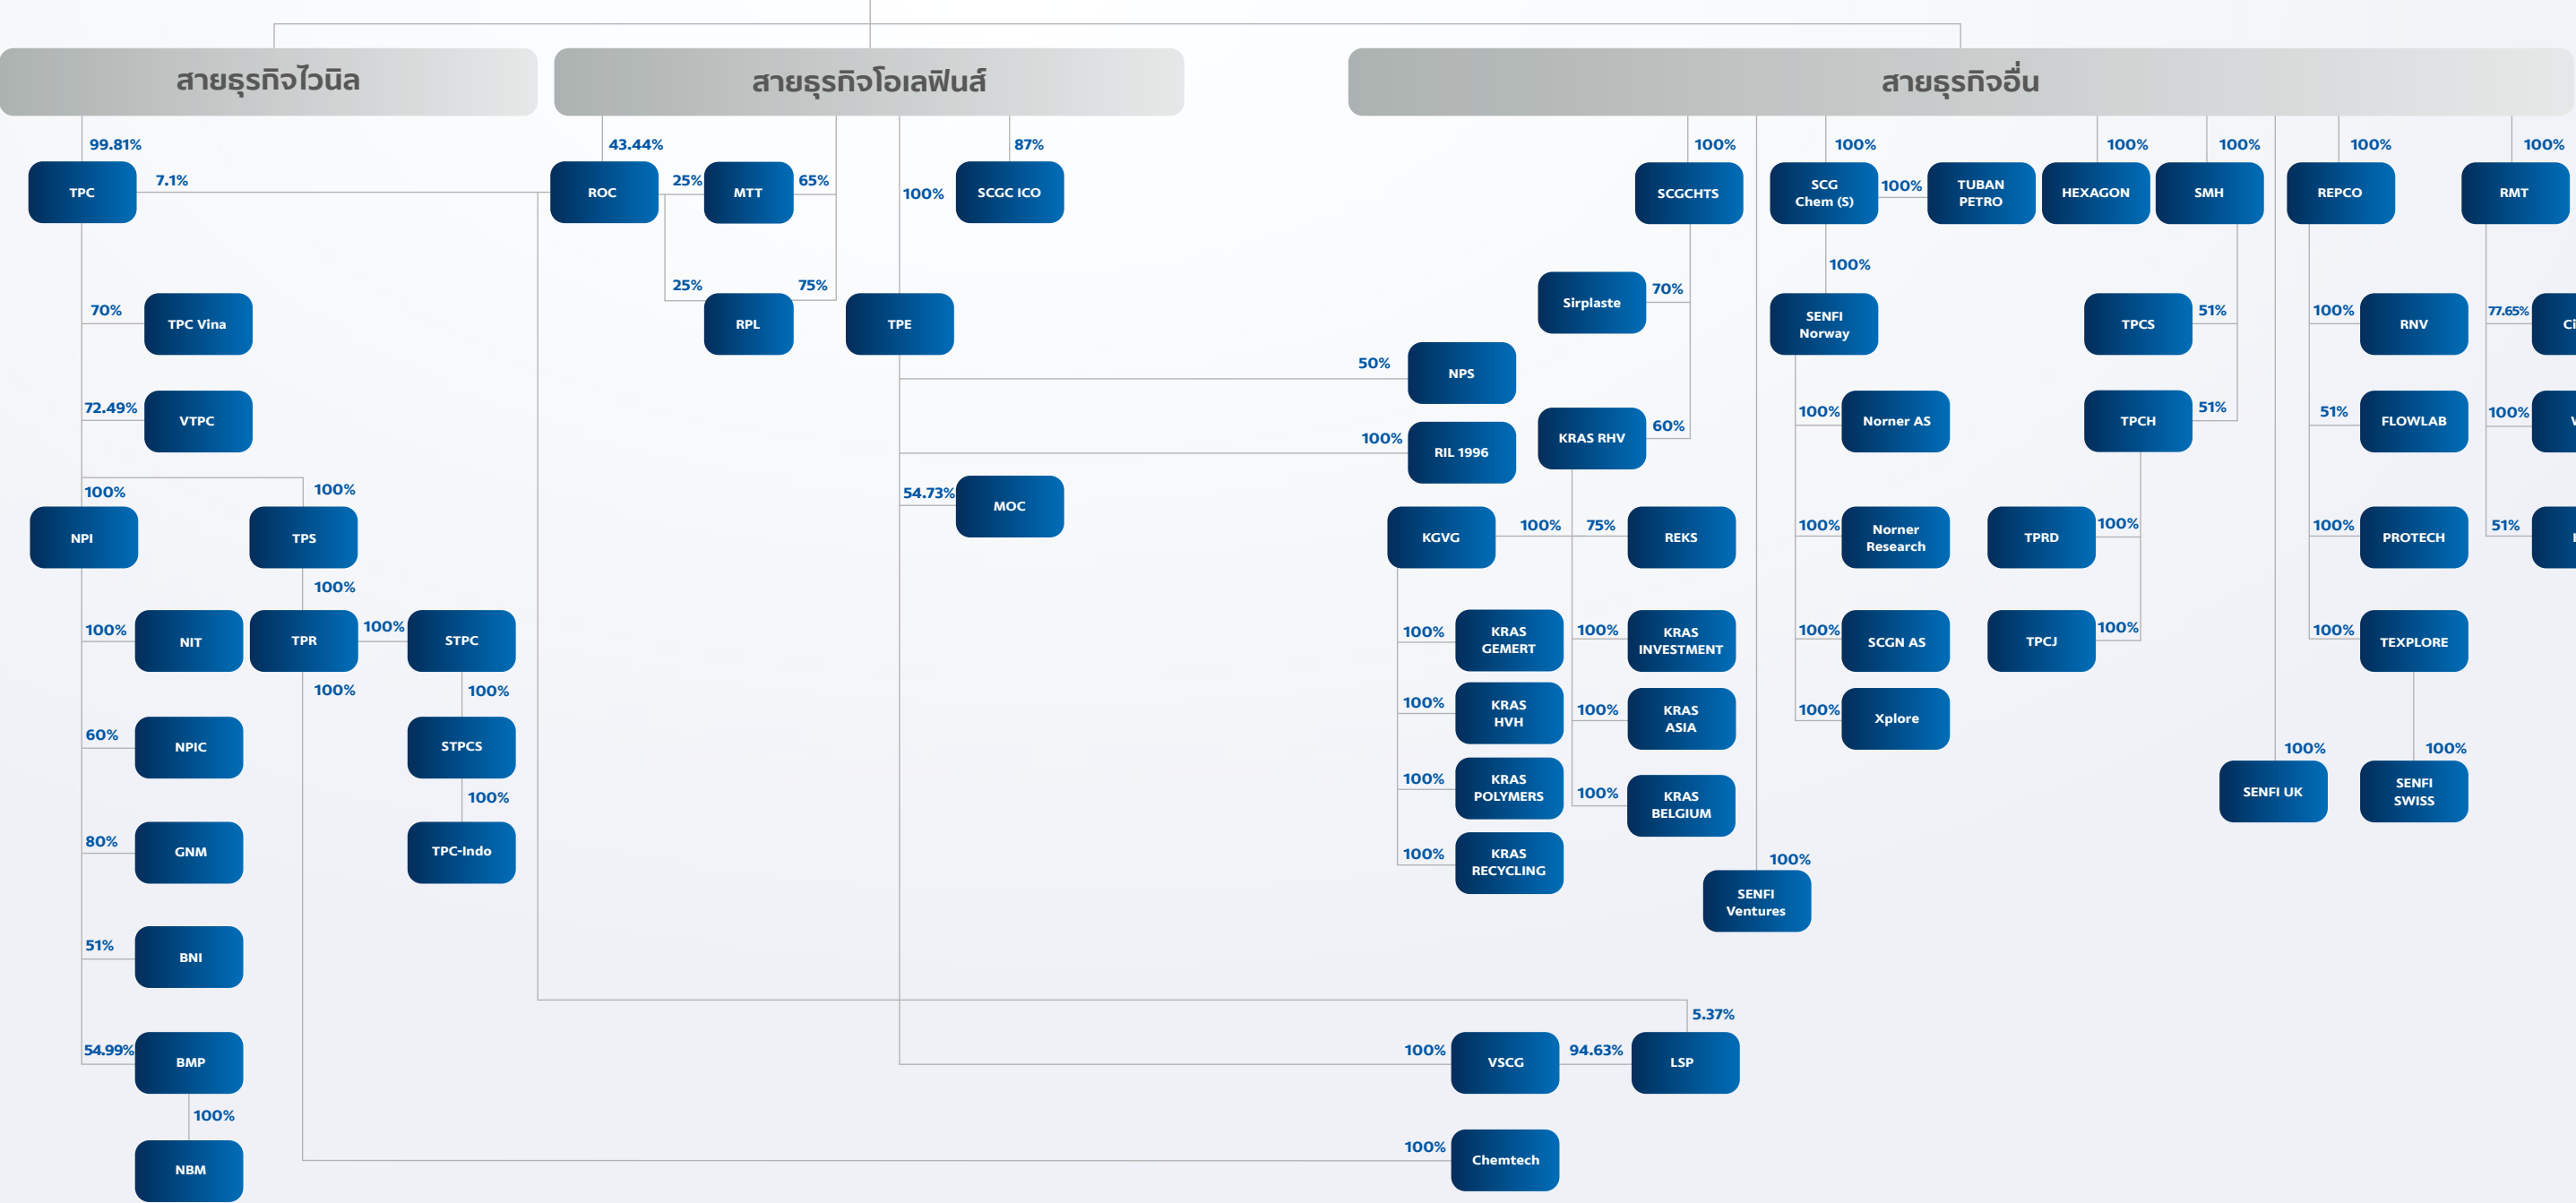 สายธุรกิจไวนิล
สายธุรกิจโอเลฟินส์
สายธุรกิจอื่น
99.81%
TPC
7.1%
70%
TPC Vina
72.49%
VTPC
100%
NPI
100%
TPS
100%
NIT
100%
TPR
100%
STPC
100%
100%
60%
NPIC
STPCS
100%
80%
GNM
TPC-Indo
51%
BNI
54.99%
BMP
100%
NBM
43.44%
ROC
25%
MTT
65%
25%
RPL
75%
100%
TPE
87%
SCGC ICO
50%
NPS
100%
RIL 1996
54.73%
MOC
100%
VSCG
94.63%
LSP
5.37%
100%
Chemtech
100%
SCGCHTS
Sirplaste
70%
KRAS RHV
60%
KGVG
100%
75%
REKS
100%
KRAS
GEMERT
100%
KRAS
INVESTMENT
100%
KRAS
HVH
100%
KRAS
ASIA
100%
KRAS
POLYMERS
100%
KRAS
BELGIUM
100%
KRAS
RECYCLING
100%
SENFI
Ventures
100%
SCG
Chem (S)
100%
TUBAN
PETRO
100%
SENFI
Norway
100%
Norner AS
100%
Norner
Research
100%
SCGN AS
100%
Xplore
100%
HEXAGON
100%
SMH
TPCS
51%
TPCH
51%
TPRD
100%
TPCJ
100%
100%
SENFI UK
100%
REPCO
100%
RNV
51%
FLOWLAB
100%
PROTECH
100%
TEXPLORE
100%
SENFI
SWISS
100%
RMT
77.65%
Ci
100%
51%